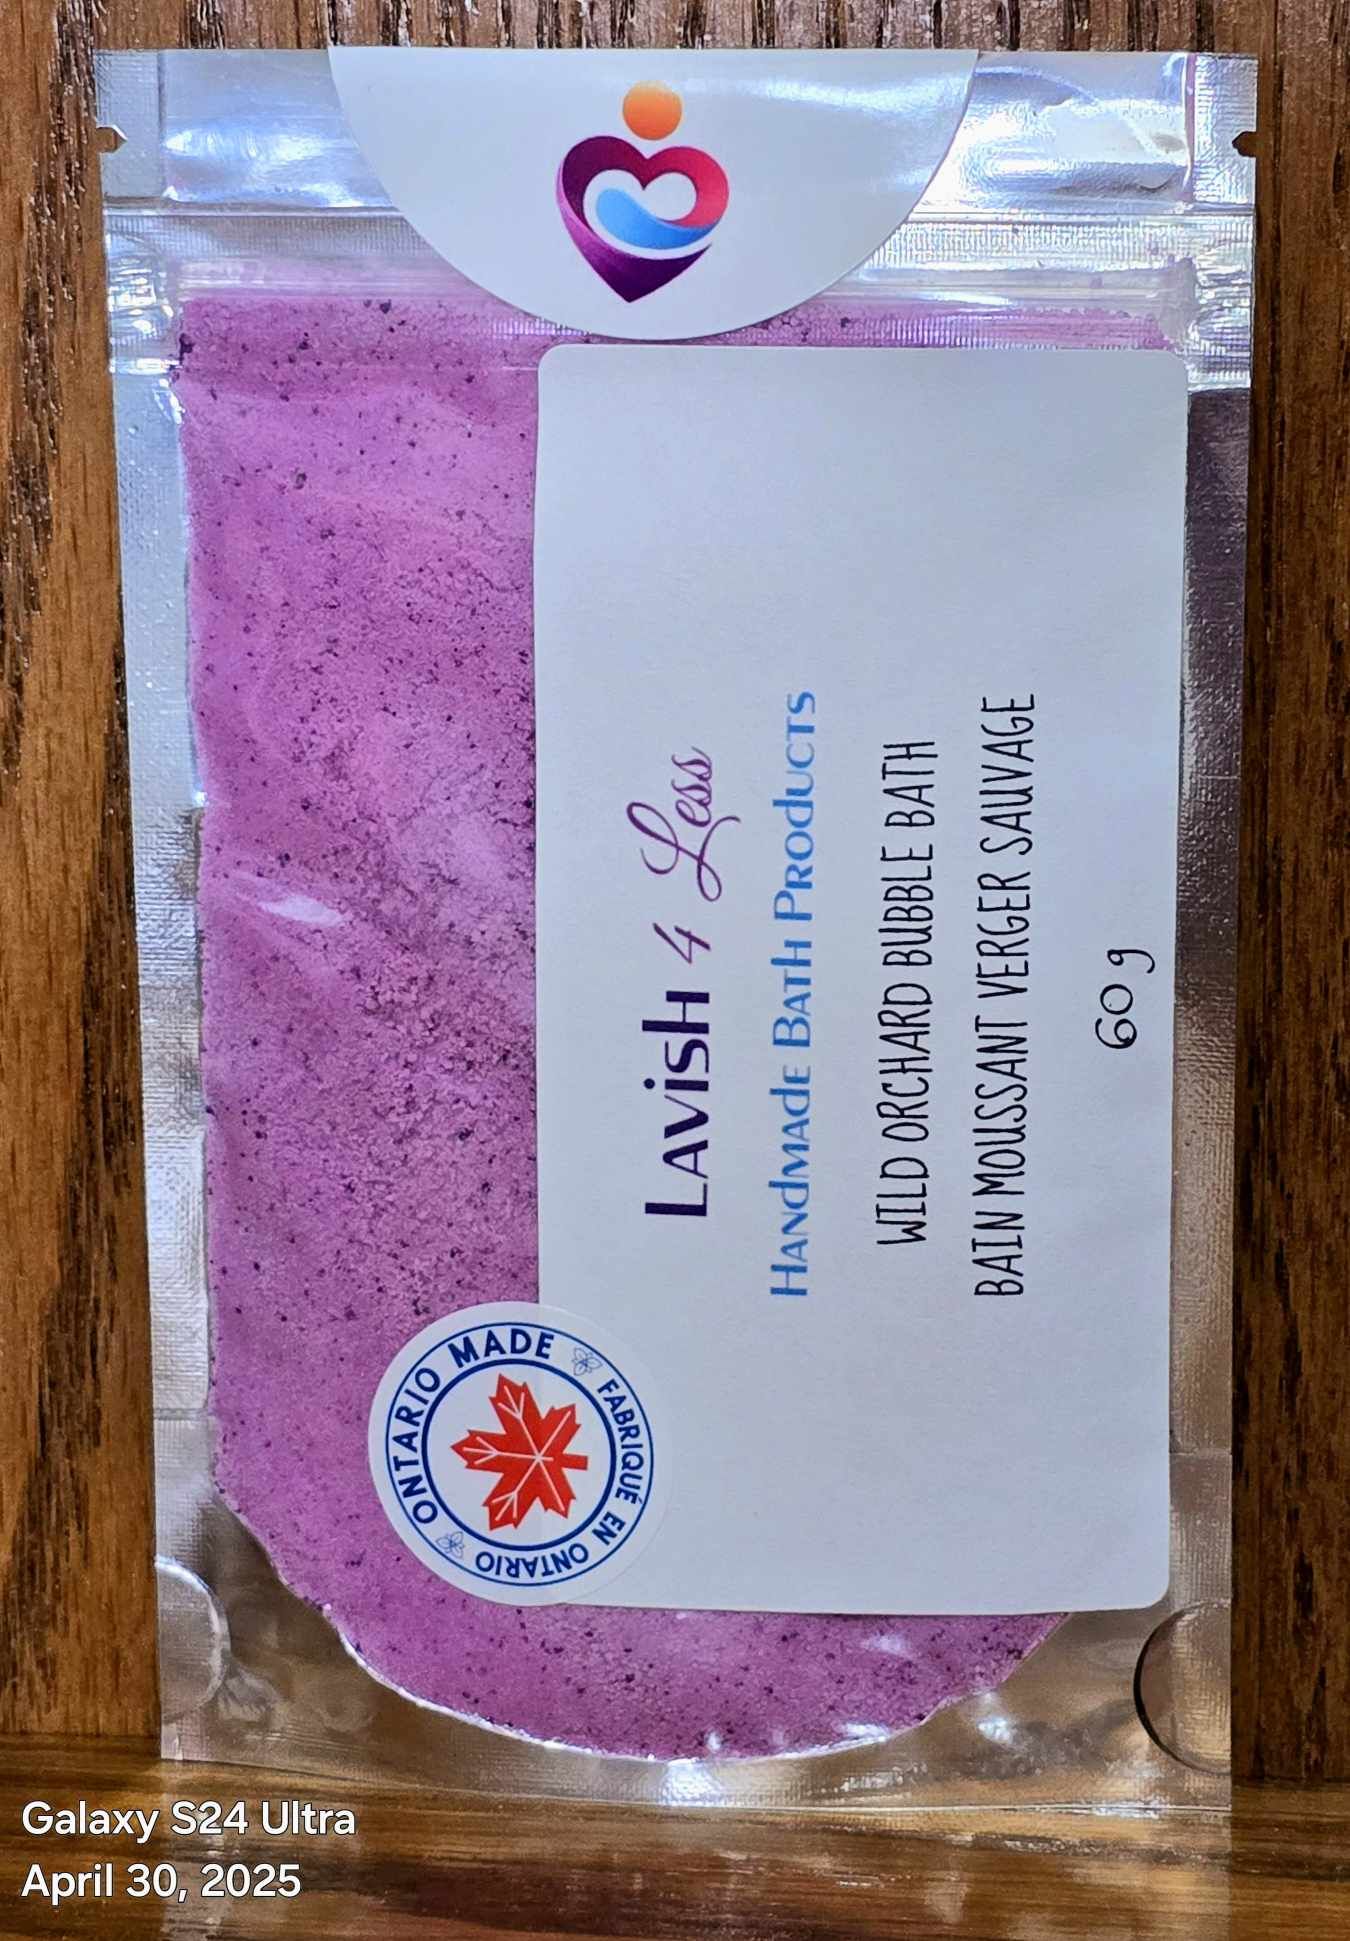 Lavish 4 Less
Handmade Bath Products
WILD ORCHARD BUBBLE BATH
BAIN MOUSSANT VERGER SAUVAGE
60 g
ONTARIO MADE
FABRIQUÉ EN ONTARIO
Galaxy S24 Ultra
April 30, 2025